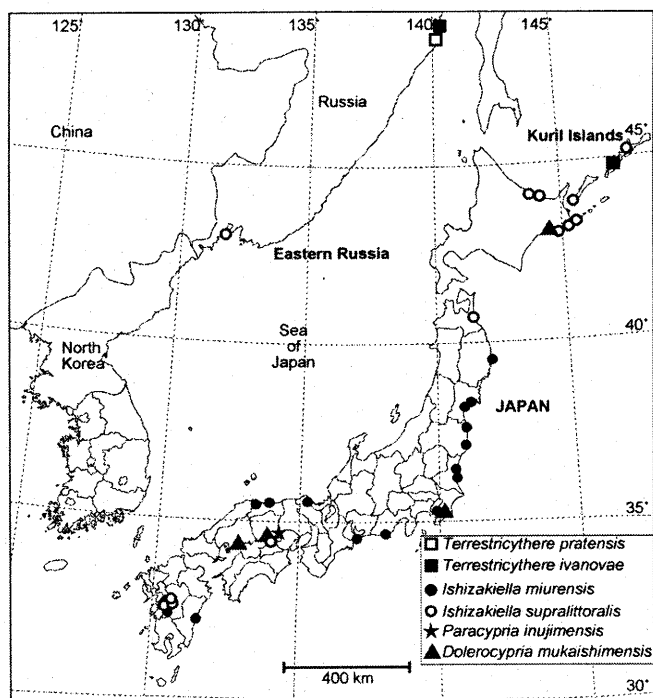 125° 130° 135° 140° 145°
Russia
China
Kuril Islands
45°
Eastern Russia
40°
North
Korea
Sea
of
Japan
JAPAN
35°
Terrestricythere pratensis
Terrestricythere ivanovae
Ishizakiella miurensis
Ishizakiella supralittoralis
Paracypria inujimensis
Dolerocypria mukaishimensis
400 km
30°